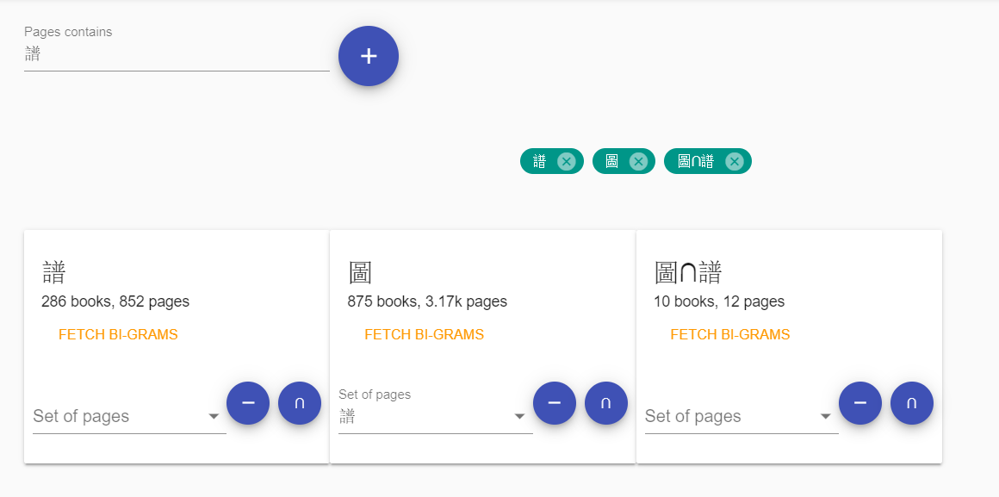 Pages contains
譜
+
譜 圖 圖∩譜
譜
286 books, 852 pages
FETCH BI-GRAMS
Set of pages
− ∩
圖
875 books, 3.17k pages
FETCH BI-GRAMS
Set of pages
譜
− ∩
圖∩譜
10 books, 12 pages
FETCH BI-GRAMS
Set of pages
− ∩